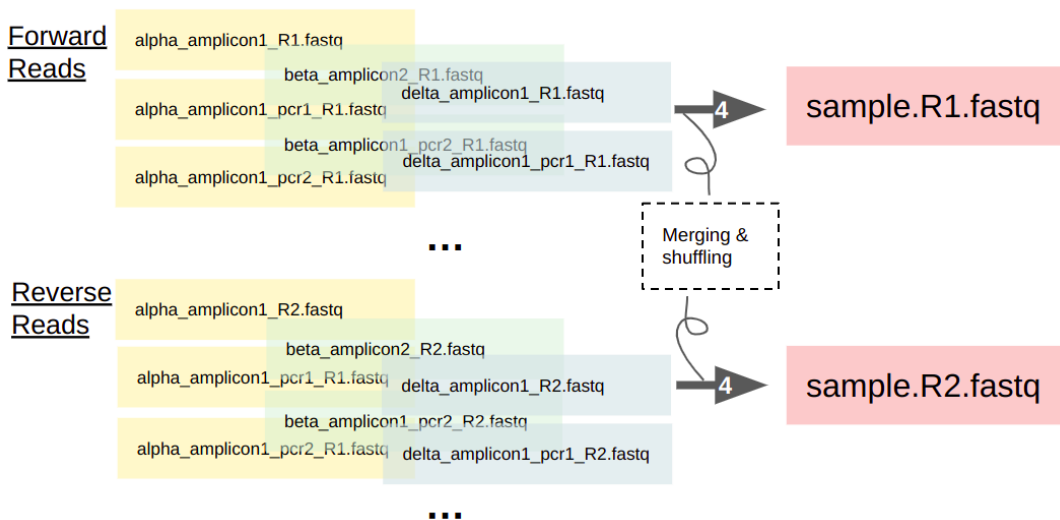 Forward
Reads
alpha_amplicon1_R1.fastq
beta_amplicon2_R1.fastq
delta_amplicon1_R1.fastq
alpha_amplicon1_pcr1_R1.fastq
beta_amplicon1_pcr2_R1.fastq
delta_amplicon1_pcr1_R1.fastq
alpha_amplicon1_pcr2_R1.fastq
...
4
sample.R1.fastq
Merging &
shuffling
Reverse
Reads
alpha_amplicon1_R2.fastq
beta_amplicon2_R2.fastq
alpha_amplicon1_pcr1_R1.fastq
delta_amplicon1_R2.fastq
beta_amplicon1_pcr2_R2.fastq
alpha_amplicon1_pcr2_R1.fastq
delta_amplicon1_pcr1_R2.fastq
...
4
sample.R2.fastq